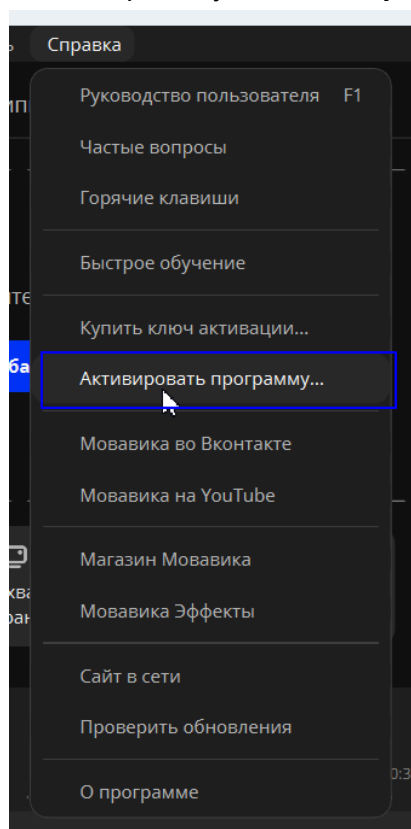 Справка
Руководство пользователя F1
Частые вопросы
Горячие клавиши
Быстрое обучение
Купить ключ активации...
Активировать программу...
Мовавика во Вконтакте
Мовавика на YouTube
Магазин Мовавика
Мовавика Эффекты
Сайт в сети
Проверить обновления
О программе